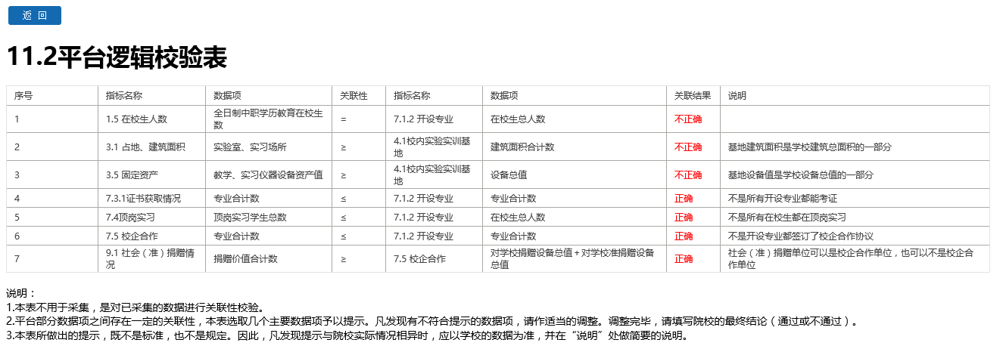 返 回
11.2平台逻辑校验表
序号 指标名称 数据项 关联性 指标名称 数据项 关联结果 说明
1 1.5 在校生人数 全日制中职学历教育在校生数 = 7.1.2 开设专业 在校生总人数 不正确
2 3.1 占地、建筑面积 实验室、实习场所 ≥ 4.1校内实验实训基地 建筑面积合计数 不正确 基地建筑面积是学校建筑总面积的一部分
3 3.5 固定资产 教学、实习仪器设备资产值 ≥ 4.1校内实验实训基地 设备总值 不正确 基地设备值是学校设备总值的一部分
4 7.3.1证书获取情况 专业合计数 ≤ 7.1.2 开设专业 专业合计数 正确 不是所有开设专业都能考证
5 7.4顶岗实习 顶岗实习学生总数 ≤ 7.1.2 开设专业 在校生总人数 正确 不是所有在校生都在顶岗实习
6 7.5 校企合作 专业合计数 ≤ 7.1.2 开设专业 专业合计数 正确 不是开设专业都签订了校企合作协议
7 9.1 社会（准）捐赠情况 捐赠价值合计数 ≥ 7.5 校企合作 对学校捐赠设备总值＋对学校准捐赠设备总值 正确 社会（准）捐赠单位可以是校企合作单位，也可以不是校企合作单位
说明：
1.本表不用于采集，是对已采集的数据进行关联性校验。
2.平台部分数据项之间存在一定的关联性，本表选取几个主要数据项予以提示。凡发现有不符合提示的数据项，请作适当的调整。调整完毕，请填写院校的最终结论（通过或不通过）。
3.本表所做出的提示，既不是标准，也不是规定。因此，凡发现提示与院校实际情况相异时，应以学校的数据为准，并在“说明”处做简要的说明。